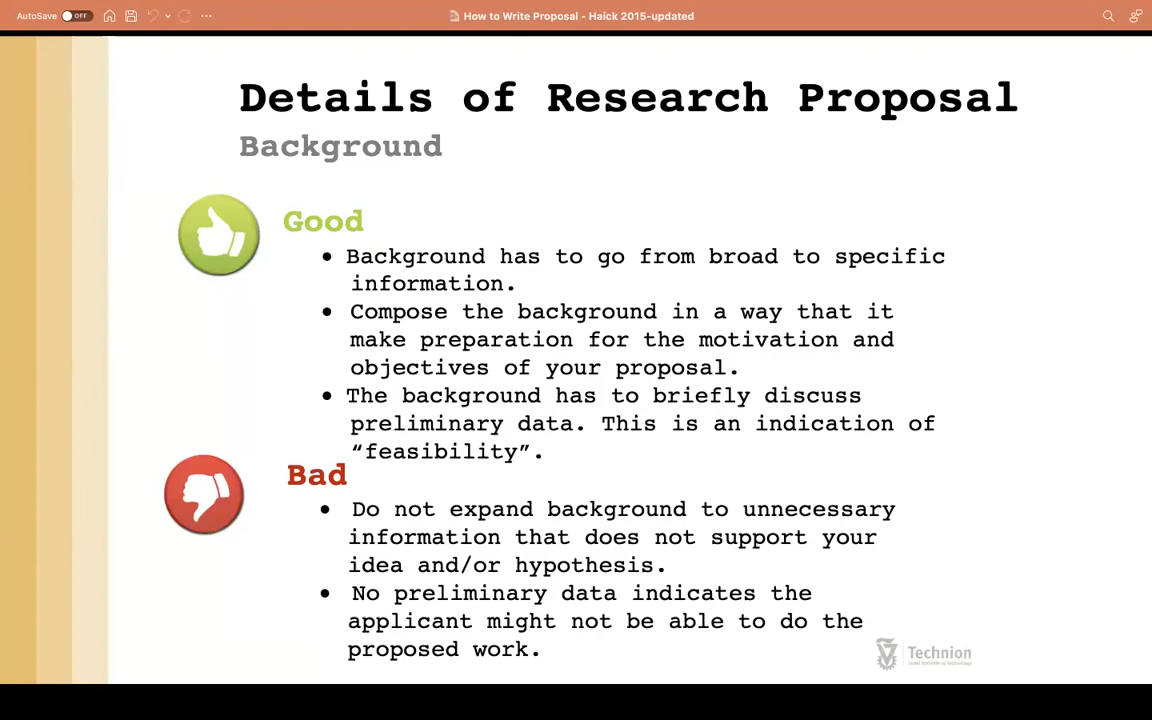 AutoSave OFF
How to Write Proposal - Haick 2015-updated
Details of Research Proposal
Background
Good
• Background has to go from broad to specific
information.
• Compose the background in a way that it
make preparation for the motivation and
objectives of your proposal.
• The background has to briefly discuss
preliminary data. This is an indication of
“feasibility”.
Bad
• Do not expand background to unnecessary
information that does not support your
idea and/or hypothesis.
• No preliminary data indicates the
applicant might not be able to do the
proposed work.
Technion
Israel Institute of Technology